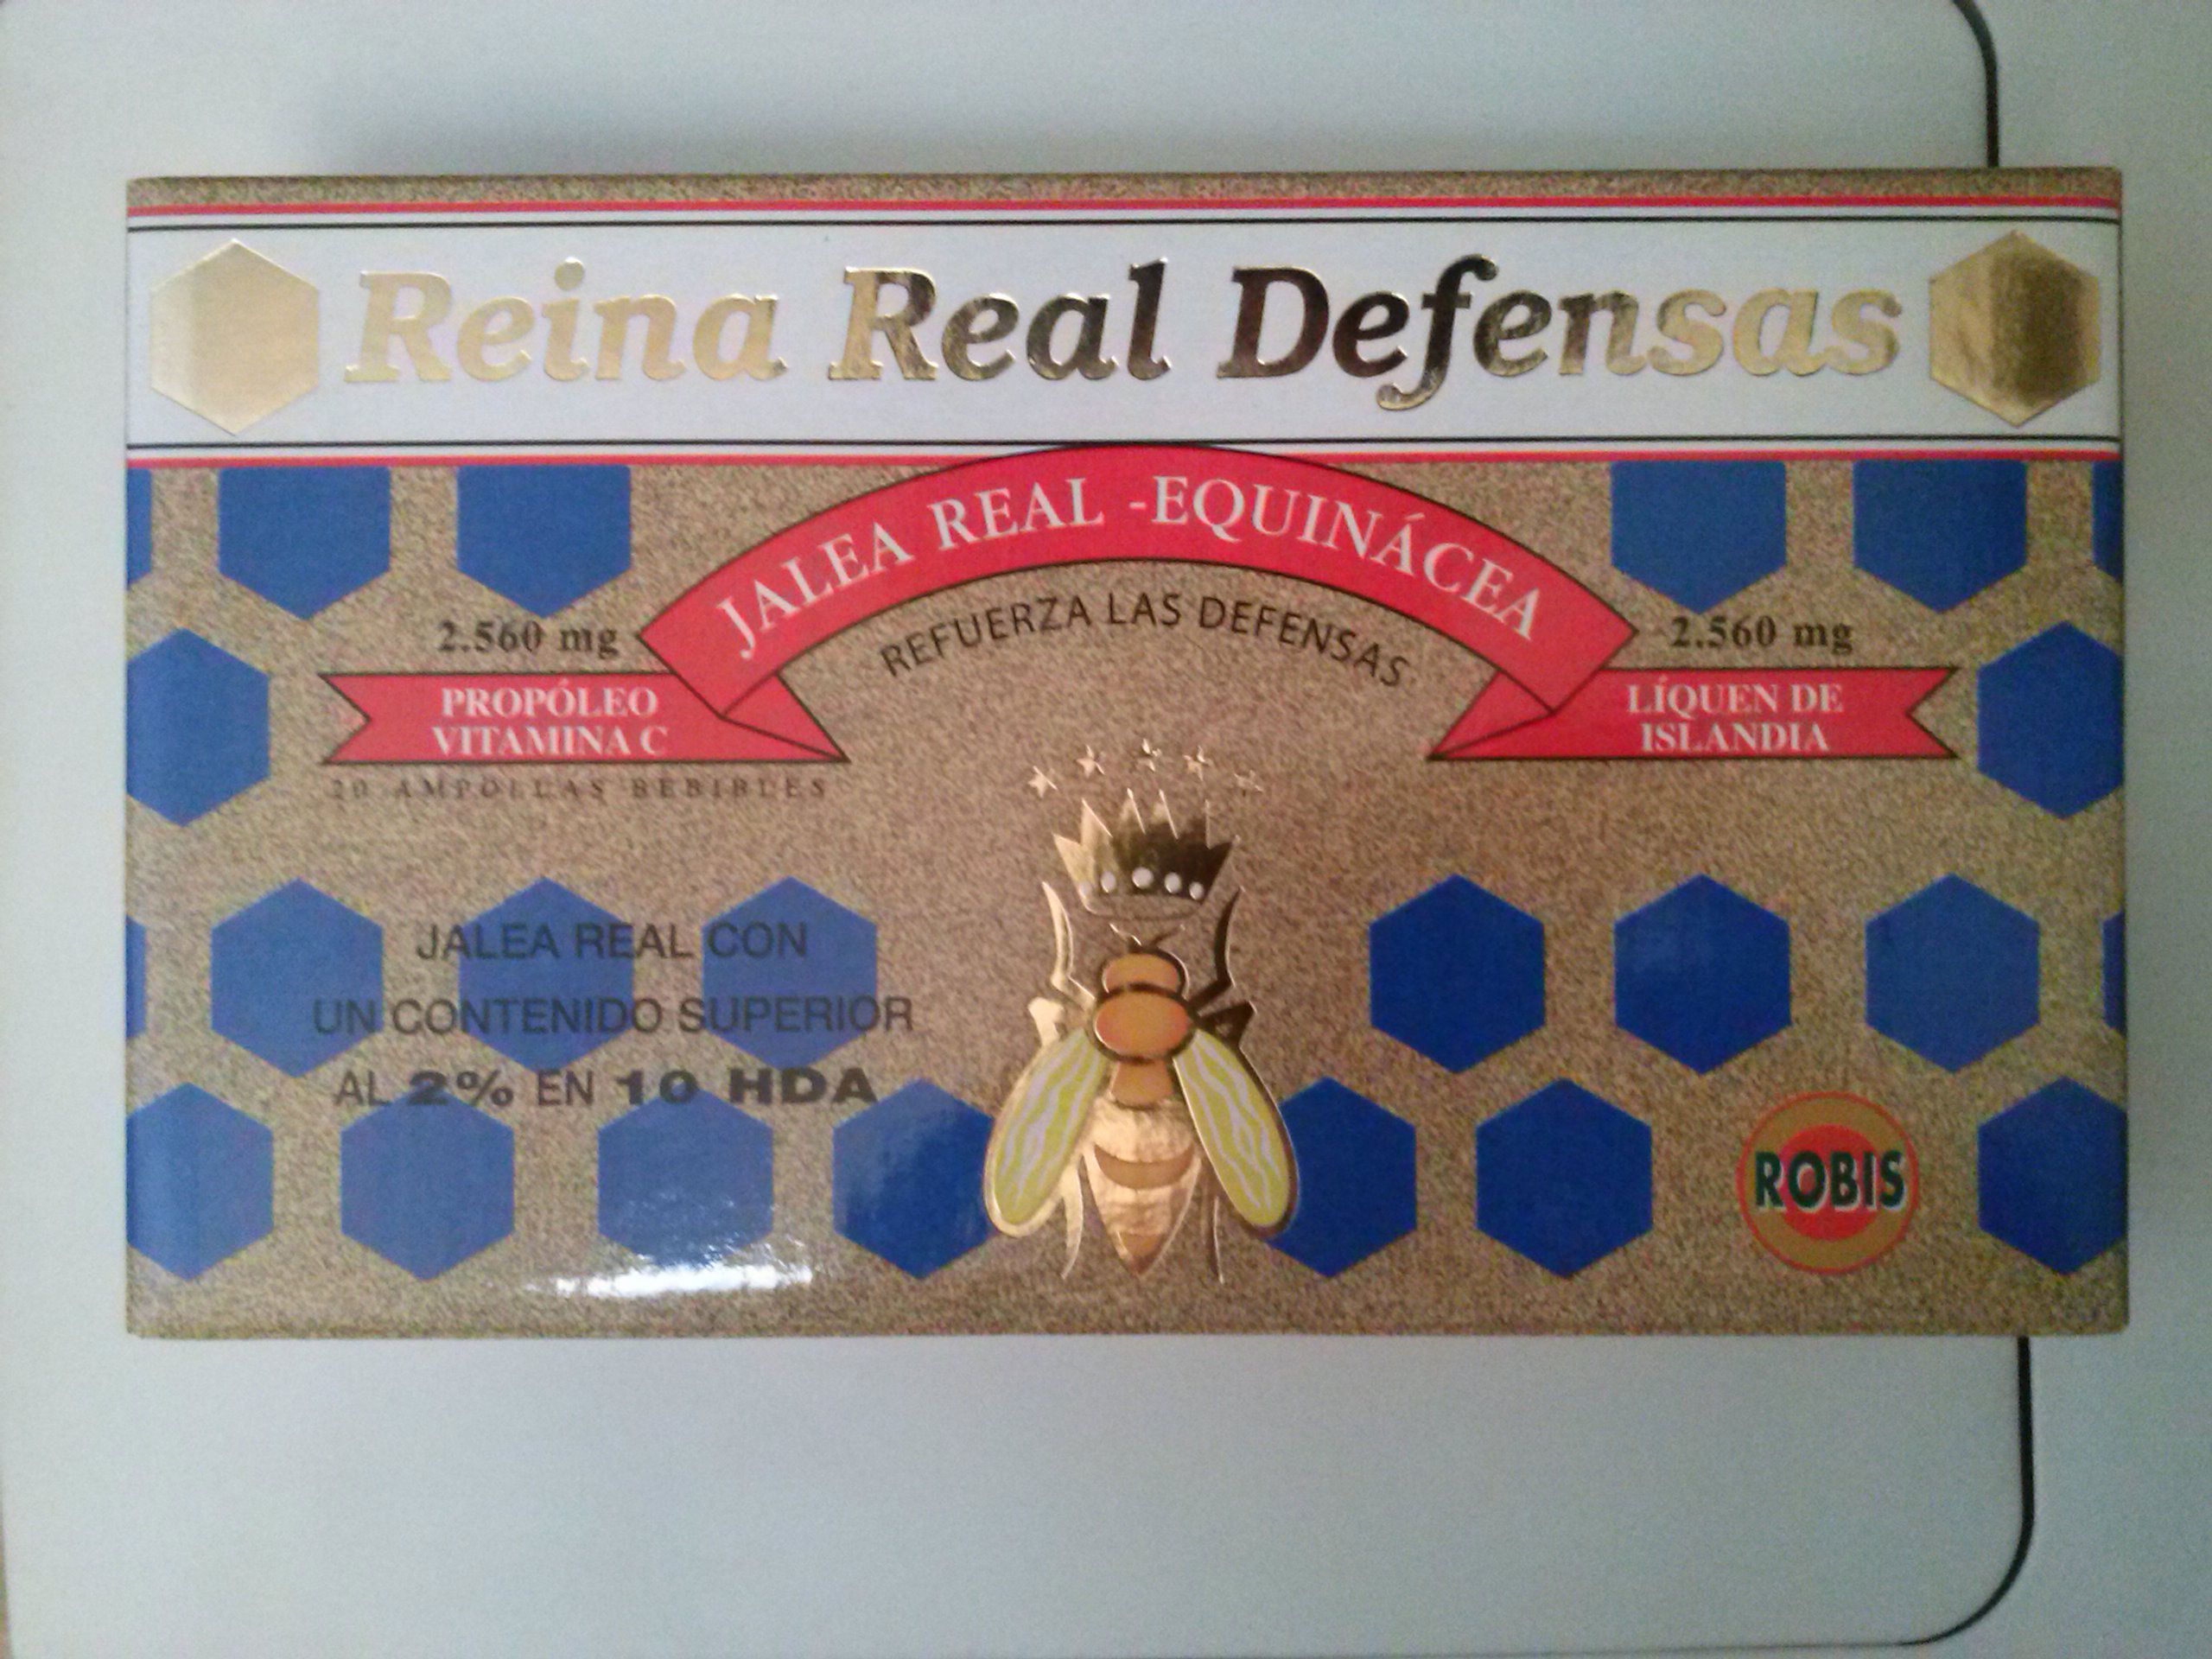 Reina Real Defensas
JALEA REAL -EQUINÁCEA
REFUERZA LAS DEFENSAS
2.560 mg
PROPÓLEO
VITAMINA C
20 AMPOLLAS BEBIBLES
2.560 mg
LÍQUEN DE
ISLANDIA
JALEA REAL CON
UN CONTENIDO SUPERIOR
AL 2% EN 10 HDA
ROBIS